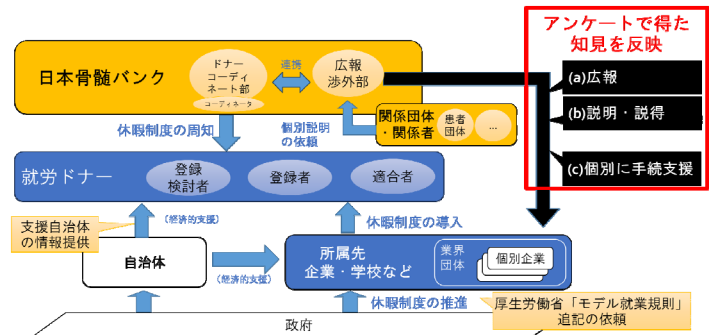 アンケートで得た
知見を反映
(a)広報
(b)説明・説得
(c)個別に手続支援
日本骨髄バンク
ドナー
コーディ
ネート部
コーディネータ
連携
広報
渉外部
休暇制度の周知
個別説明
の依頼
関係団体
・関係者
患者
団体
…
就労ドナー
登録
検討者
登録者
適合者
支援自治体
の情報提供
(経済的支援)
休暇制度の導入
自治体
(経済的支援)
所属先
企業・学校など
業界
団体
個別企業
休暇制度の推進
厚生労働省「モデル就業規則」
追記の依頼
政府